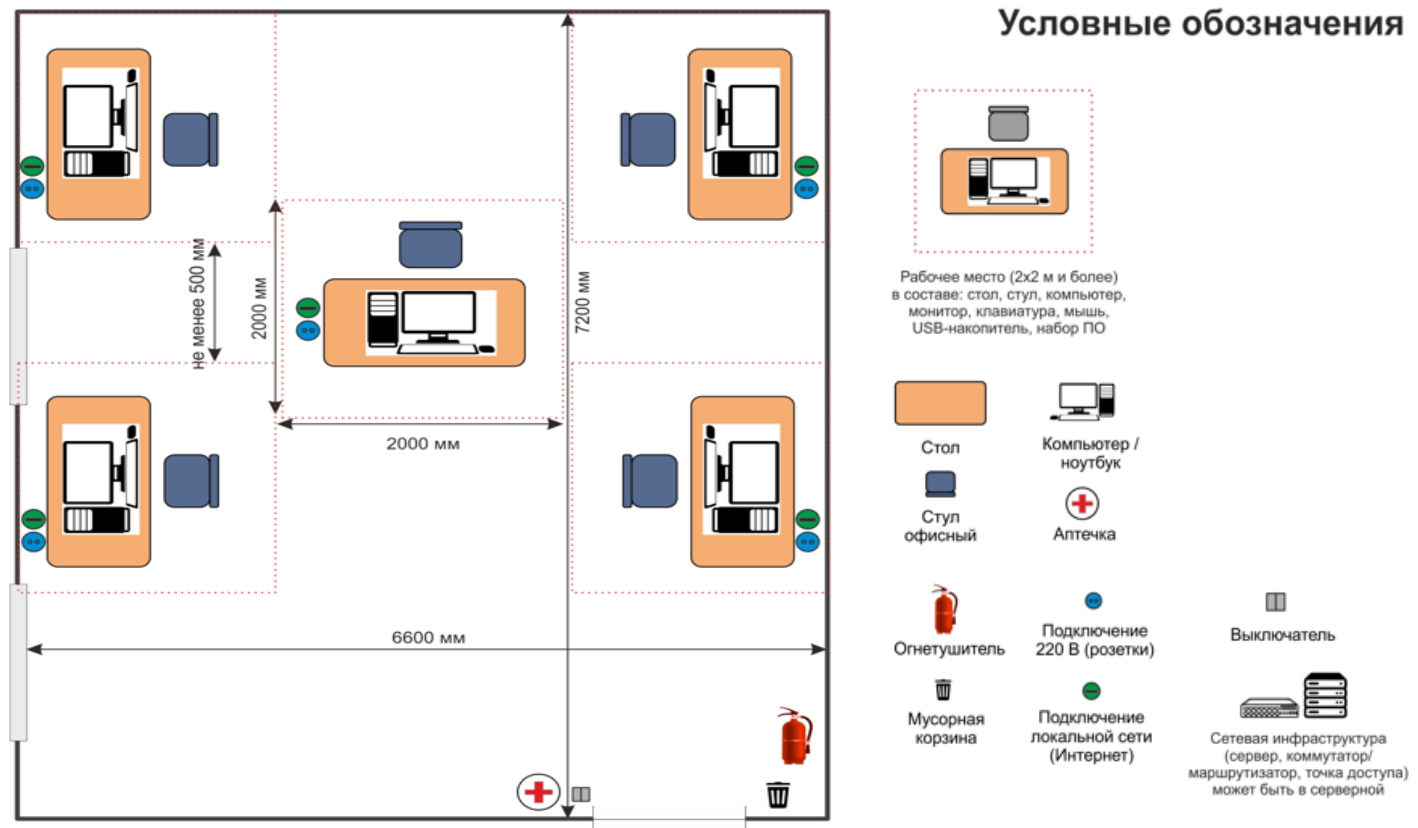 Условные обозначения
не менее 500 мм
2000 мм
7200 мм
2000 мм
6600 мм
Рабочее место (2х2 м и более)
в составе: стол, стул, компьютер,
монитор, клавиатура, мышь,
USB-накопитель, набор ПО
Стол
Компьютер /
ноутбук
Стул
офисный
Аптечка
Огнетушитель
Подключение
220 В (розетки)
Выключатель
Мусорная
корзина
Подключение
локальной сети
(Интернет)
Сетевая инфраструктура
(сервер, коммутатор/
маршрутизатор, точка доступа)
может быть в серверной